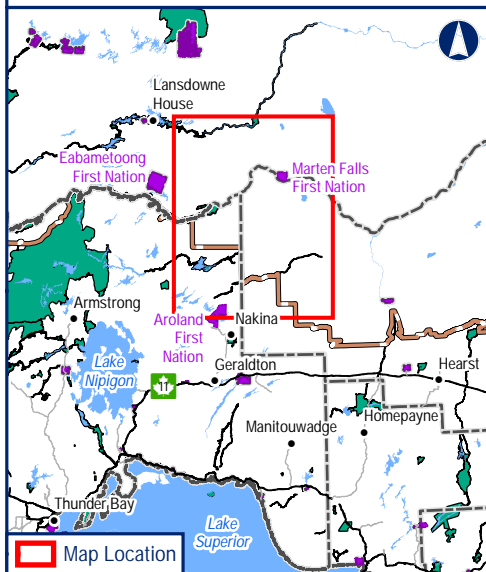 Lansdowne
House
Eabametoong
First Nation
Marten Falls
First Nation
Armstrong
Aroland
First
Nation
Nakina
Lake
Nipigon
11
Geraldton
Hearst
Manitouwadge
Homepayne
Thunder Bay
Lake
Superior
Map Location